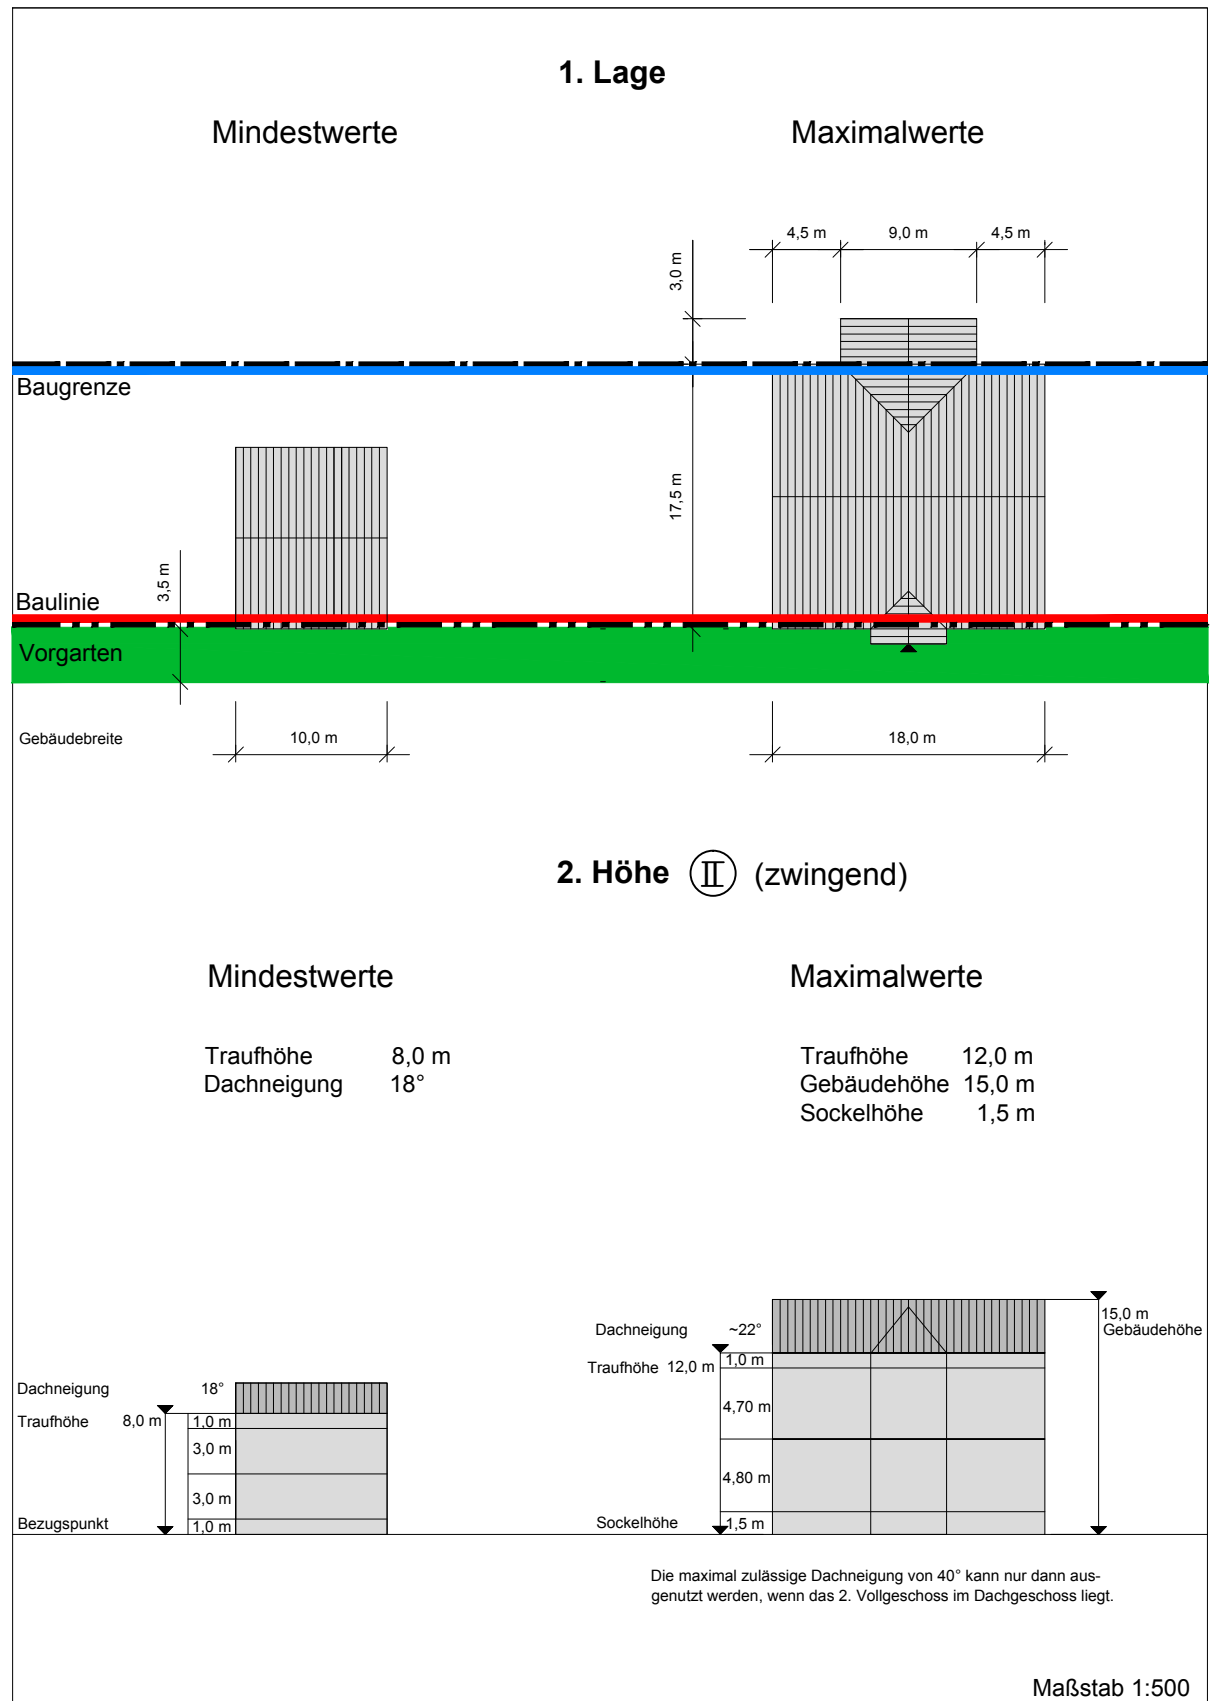 1. Lage
Mindestwerte
Maximalwerte
4,5 m
9,0 m
4,5 m
3,0 m
Baugrenze
17,5 m
3,5 m
Baulinie
Vorgarten
Gebäudebreite
10,0 m
18,0 m
2. Höhe II (zwingend)
Mindestwerte
Maximalwerte
Traufhöhe 8,0 m
Dachneigung 18°
Traufhöhe 12,0 m
Gebäudehöhe 15,0 m
Sockelhöhe 1,5 m
Dachneigung 18°
Traufhöhe 8,0 m
1,0 m
3,0 m
3,0 m
Bezugspunkt
1,0 m
15,0 m
Gebäudehöhe
Dachneigung ~22°
Traufhöhe 12,0 m
1,0 m
4,70 m
4,80 m
Sockelhöhe
1,5 m
Die maximal zulässige Dachneigung von 40° kann nur dann aus-
genutzt werden, wenn das 2. Vollgeschoss im Dachgeschoss liegt.
Maßstab 1:500